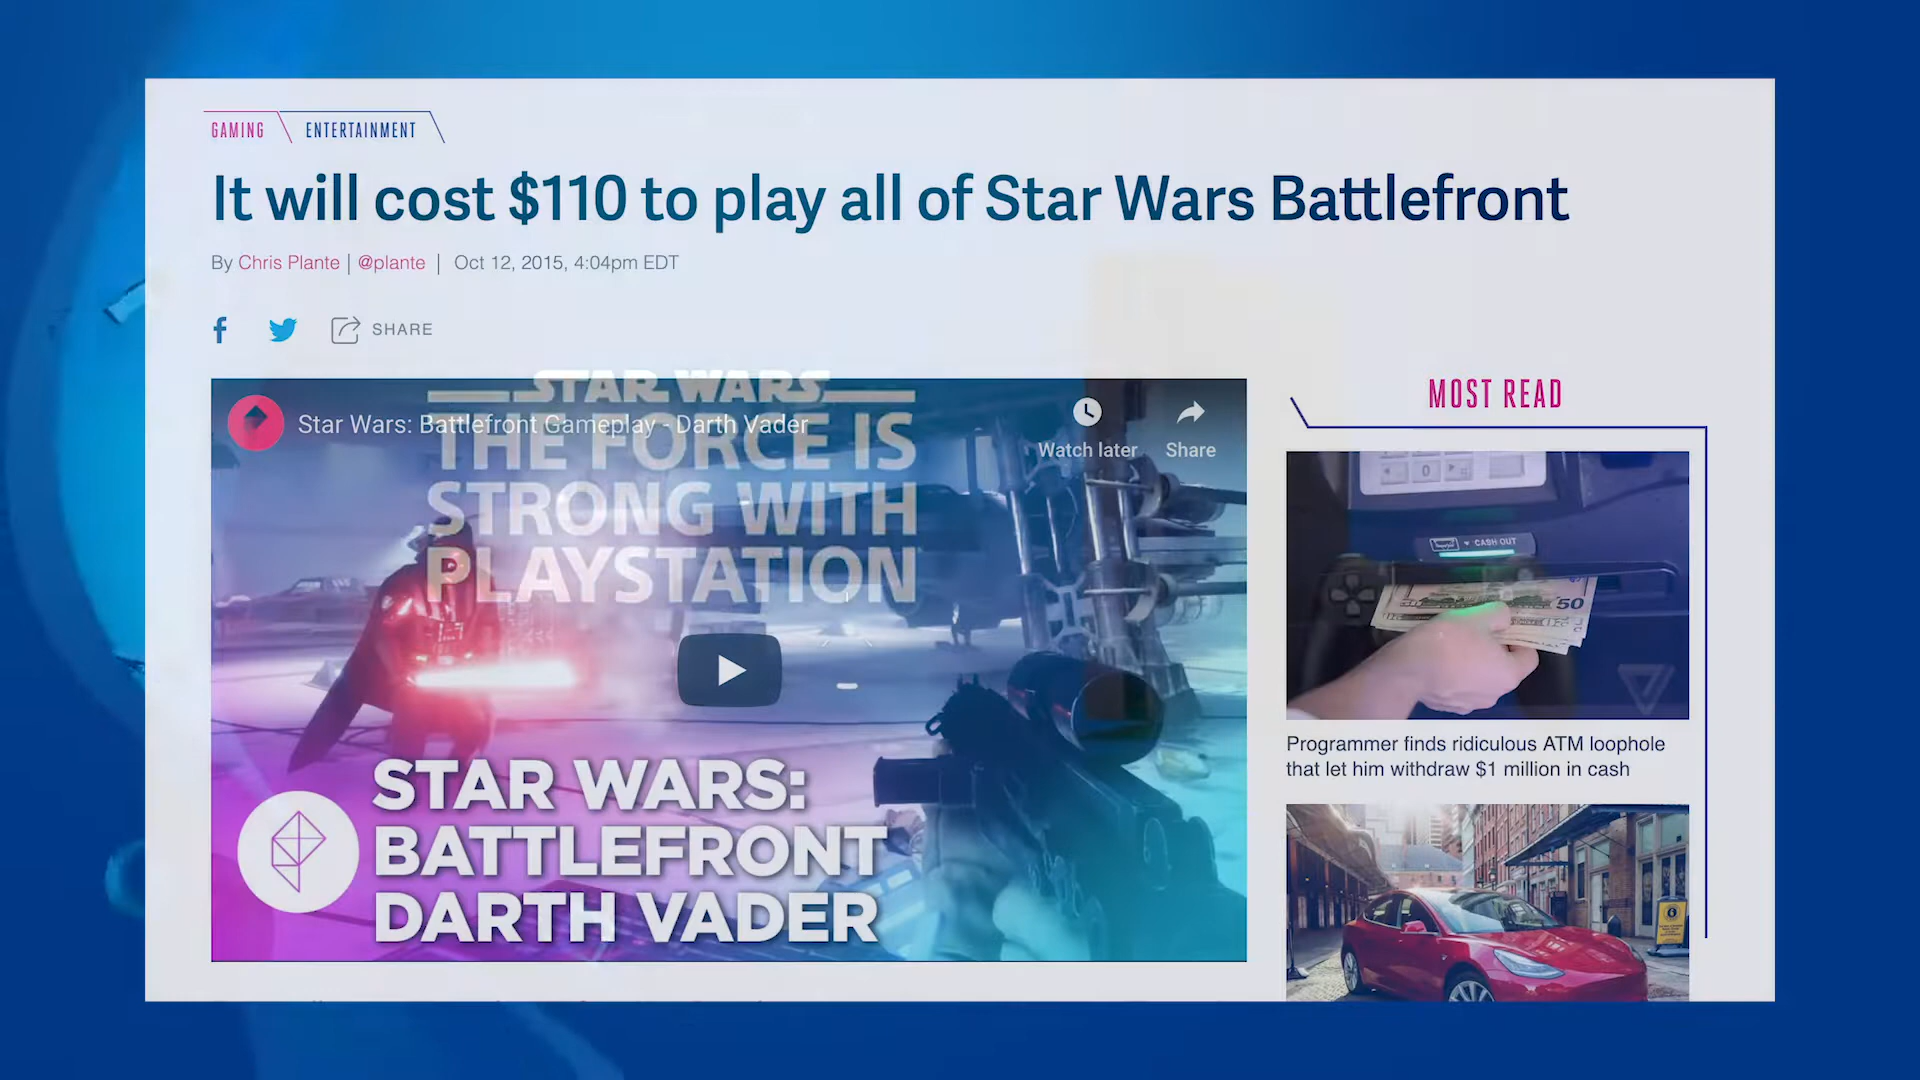 GAMING
ENTERTAINMENT
It will cost $110 to play all of Star Wars Battlefront
By Chris Plante | @plante | Oct 12, 2015, 4:04pm EDT
SHARE
STAR WARS
Star Wars: Battlefront Gameplay - Darth Vader
Watch later
Share
THE FORCE IS
STRONG WITH
PLAYSTATION
STAR WARS:
BATTLEFRONT
DARTH VADER
MOST READ
0
CASH OUT
50
Programmer finds ridiculous ATM loophole
that let him withdraw $1 million in cash